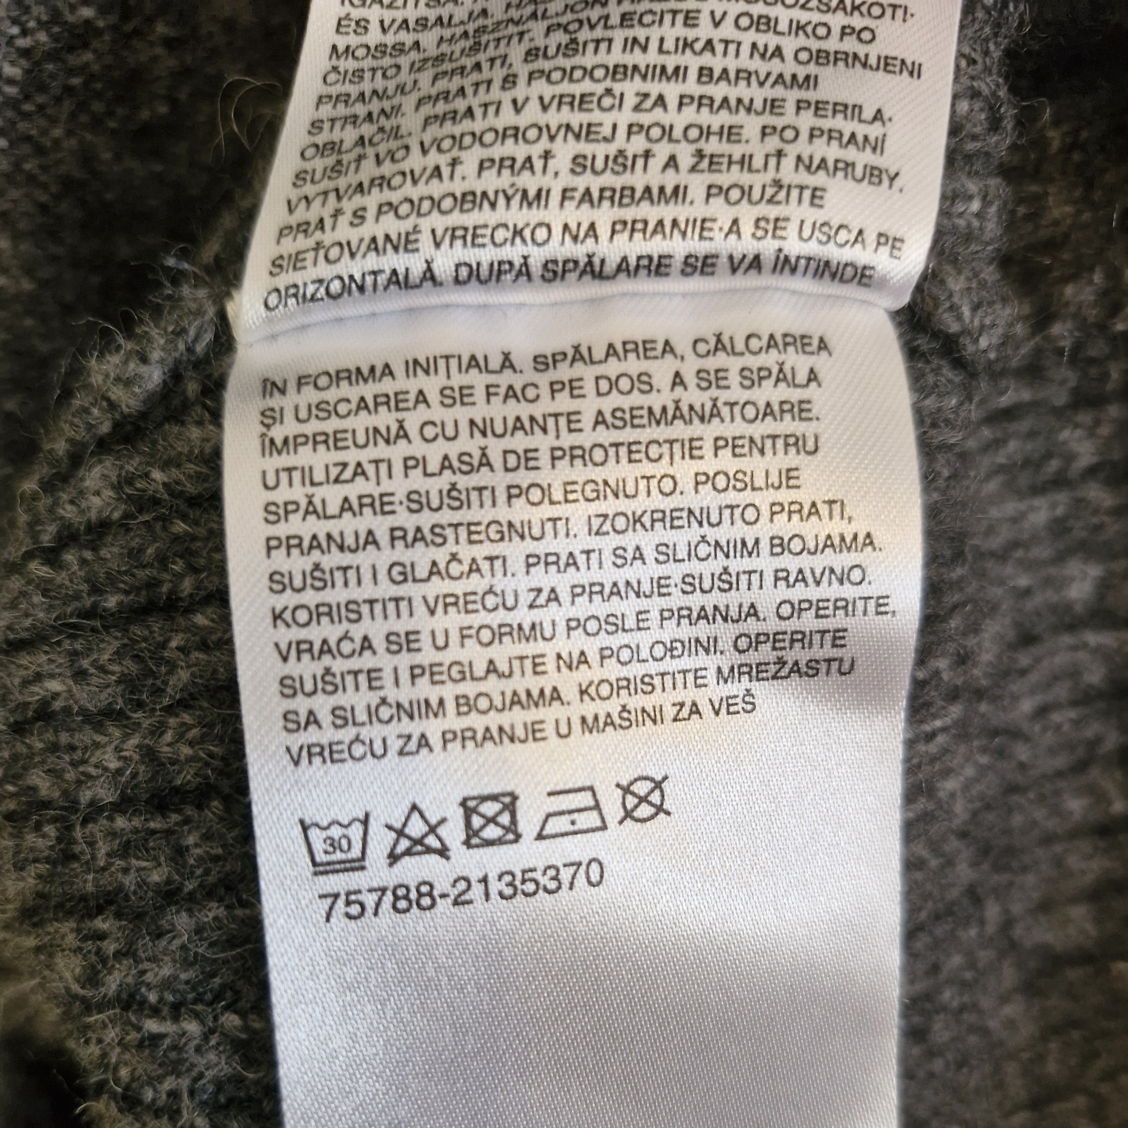 ÉS VASALJA, HASZNÁLJON
MOSSA. HASZNÁLJON MOSÓZSÁKOT!·
ČISTO IZSUŠITIT. POVLECITE V OBLIKO PO
PRANJU. PRATI, SUŠITI IN LIKATI NA OBRNJENI
STRANI. PRATI S PODOBNIMI BARVAMI
OBLAČIL. PRATI V VREČI ZA PRANJE PERILA·
SUŠIŤ VO VODOROVNEJ POLOHE. PO PRANÍ
VYTVAROVAŤ. PRAŤ, SUŠIŤ A ŽEHLIŤ NARUBY.
PRAŤ S PODOBNÝMI FARBAMI. POUŽITE
SIEŤOVANÉ VRECKO NA PRANIE·A SE USCA PE
ORIZONTALĂ. DUPĂ SPĂLARE SE VA ÎNTINDE
ÎN FORMA INIȚIALĂ. SPĂLAREA, CĂLCAREA
ȘI USCAREA SE FAC PE DOS. A SE SPĂLA
ÎMPREUNĂ CU NUANȚE ASEMĂNĂTOARE.
UTILIZAȚI PLASĂ DE PROTECȚIE PENTRU
SPĂLARE·SUŠITI POLEGNUTO. POSLIJE
PRANJA RASTEGNUTI. IZOKRENUTO PRATI,
SUŠITI I GLAČATI. PRATI SA SLIČNIM BOJAMA.
KORISTITI VREĆU ZA PRANJE·SUŠITI RAVNO.
VRAĆA SE U FORMU POSLE PRANJA. OPERITE,
SUŠITE I PEGLAJTE NA POLOĐINI. OPERITE
SA SLIČNIM BOJAMA. KORISTITE MREŽASTU
VREĆU ZA PRANJE U MAŠINI ZA VEŠ
30
75788-2135370